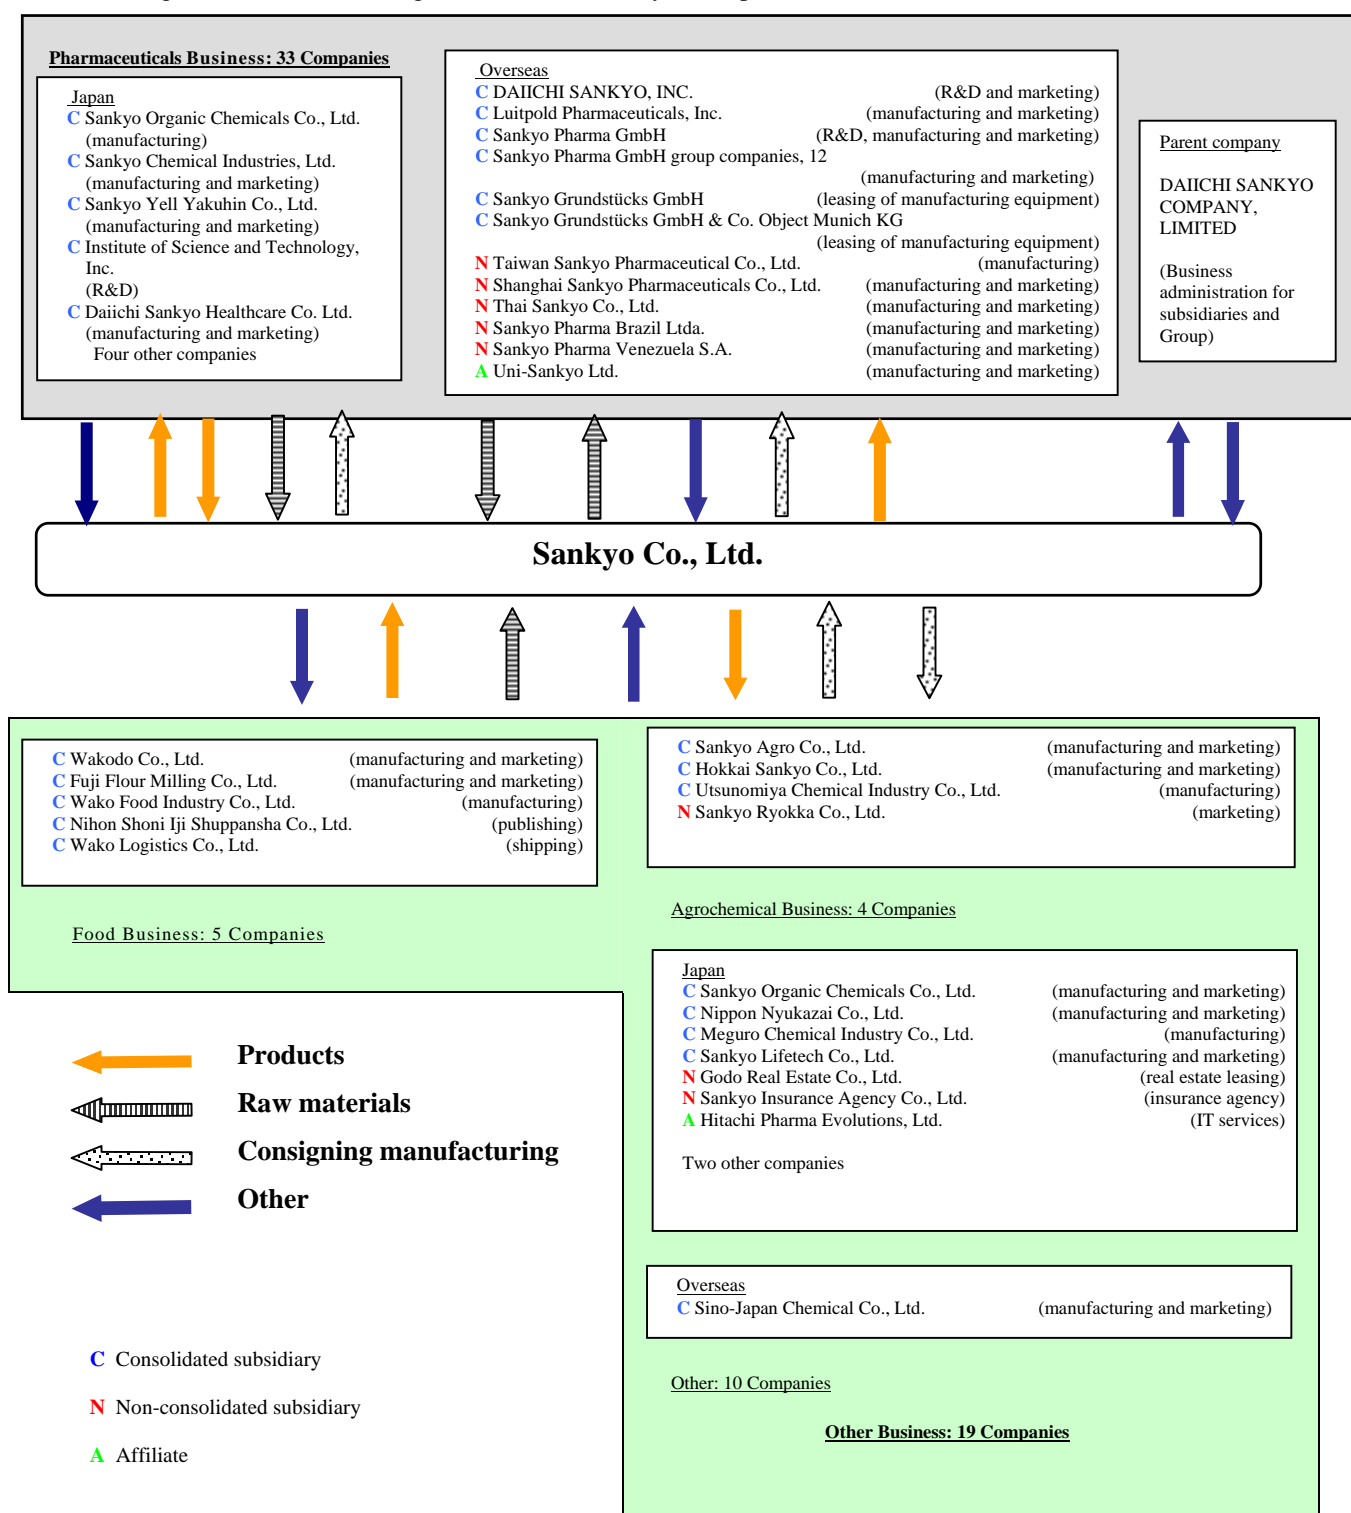 Pharmaceuticals Business: 33 Companies
Japan
C Sankyo Organic Chemicals Co., Ltd.
(manufacturing)
C Sankyo Chemical Industries, Ltd.
(manufacturing and marketing)
C Sankyo Yell Yakuhin Co., Ltd.
(manufacturing and marketing)
C Institute of Science and Technology,
Inc.
(R&D)
C Daiichi Sankyo Healthcare Co. Ltd.
(manufacturing and marketing)
Four other companies
Overseas
C DAIICHI SANKYO, INC. (R&D and marketing)
C Luitpold Pharmaceuticals, Inc. (manufacturing and marketing)
C Sankyo Pharma GmbH (R&D, manufacturing and marketing)
C Sankyo Pharma GmbH group companies, 12
(manufacturing and marketing)
C Sankyo Grundstücks GmbH (leasing of manufacturing equipment)
C Sankyo Grundstücks GmbH & Co. Object Munich KG
(leasing of manufacturing equipment)
N Taiwan Sankyo Pharmaceutical Co., Ltd. (manufacturing)
N Shanghai Sankyo Pharmaceuticals Co., Ltd. (manufacturing and marketing)
N Thai Sankyo Co., Ltd. (manufacturing and marketing)
N Sankyo Pharma Brazil Ltda. (manufacturing and marketing)
N Sankyo Pharma Venezuela S.A. (manufacturing and marketing)
A Uni-Sankyo Ltd. (manufacturing and marketing)
Parent company
DAIICHI SANKYO
COMPANY,
LIMITED
(Business
administration for
subsidiaries and
Group)
Sankyo Co., Ltd.
C Wakodo Co., Ltd. (manufacturing and marketing)
C Fuji Flour Milling Co., Ltd. (manufacturing and marketing)
C Wako Food Industry Co., Ltd. (manufacturing)
C Nihon Shoni Iji Shuppansha Co., Ltd. (publishing)
C Wako Logistics Co., Ltd. (shipping)
Food Business: 5 Companies
C Sankyo Agro Co., Ltd. (manufacturing and marketing)
C Hokkai Sankyo Co., Ltd. (manufacturing and marketing)
C Utsunomiya Chemical Industry Co., Ltd. (manufacturing)
N Sankyo Ryokka Co., Ltd. (marketing)
Agrochemical Business: 4 Companies
Japan
C Sankyo Organic Chemicals Co., Ltd. (manufacturing and marketing)
C Nippon Nyukazai Co., Ltd. (manufacturing and marketing)
C Meguro Chemical Industry Co., Ltd. (manufacturing)
C Sankyo Lifetech Co., Ltd. (manufacturing and marketing)
N Godo Real Estate Co., Ltd. (real estate leasing)
N Sankyo Insurance Agency Co., Ltd. (insurance agency)
A Hitachi Pharma Evolutions, Ltd. (IT services)
Two other companies
Overseas
C Sino-Japan Chemical Co., Ltd. (manufacturing and marketing)
Other: 10 Companies
Other Business: 19 Companies
Products
Raw materials
Consigning manufacturing
Other
C Consolidated subsidiary
N Non-consolidated subsidiary
A Affiliate